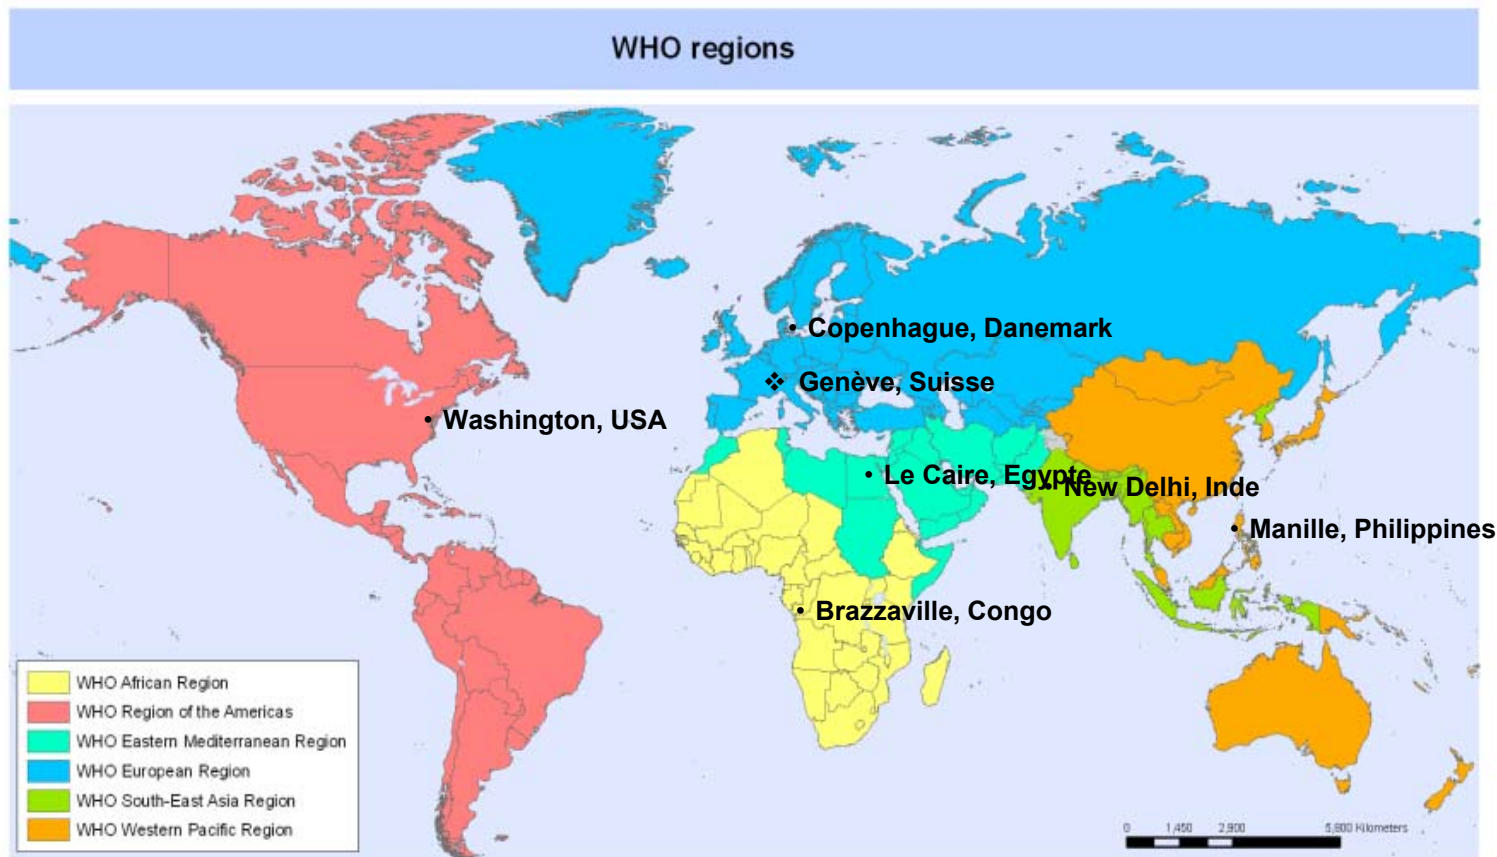 WHO regions
• Copenhague, Danemark
❖ Genève, Suisse
• Washington, USA
• Le Caire, Egypte
• New Delhi, Inde
• Manille, Philippines
• Brazzaville, Congo
WHO African Region
WHO Region of the Americas
WHO Eastern Mediterranean Region
WHO European Region
WHO South-East Asia Region
WHO Western Pacific Region
0 1,450 2,900 5,800 Kilometers